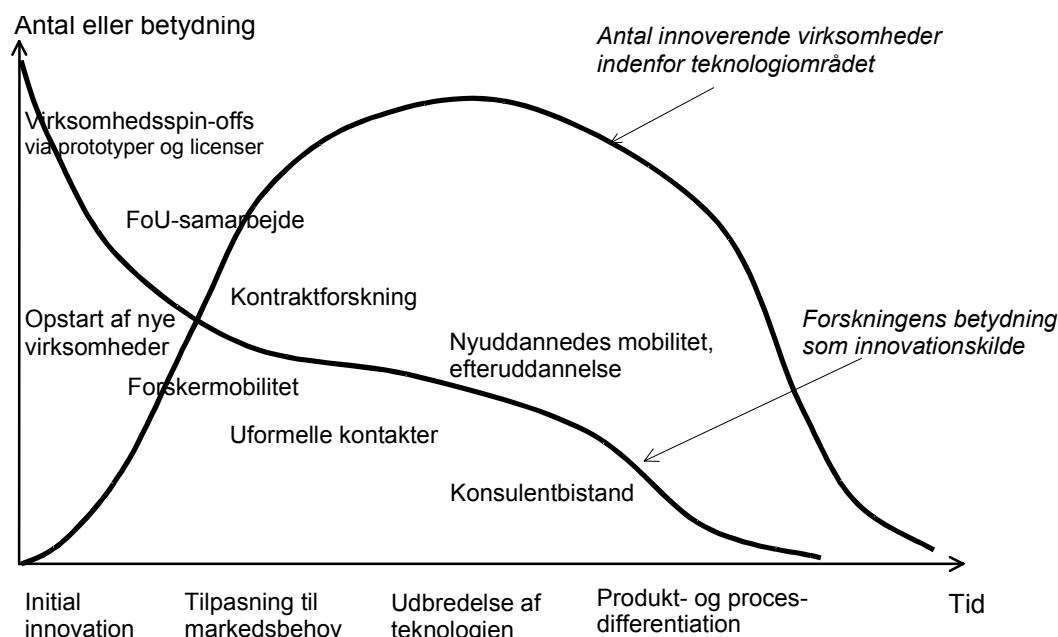 Antal eller betydning
Antal innoverende virksomheder
indenfor teknologiområdet
Virksomhedsspin-offs
via prototyper og licenser
FoU-samarbejde
Kontraktforskning
Opstart af nye
virksomheder
Nyuddannedes mobilitet,
efteruddannelse
Forskningens betydning
som innovationskilde
Forskermobilitet
Uformelle kontakter
Konsulentbistand
Initial
innovation
Tilpasning til
markedsbehov
Udbredelse af
teknologien
Produkt- og proces-
differentiation
Tid